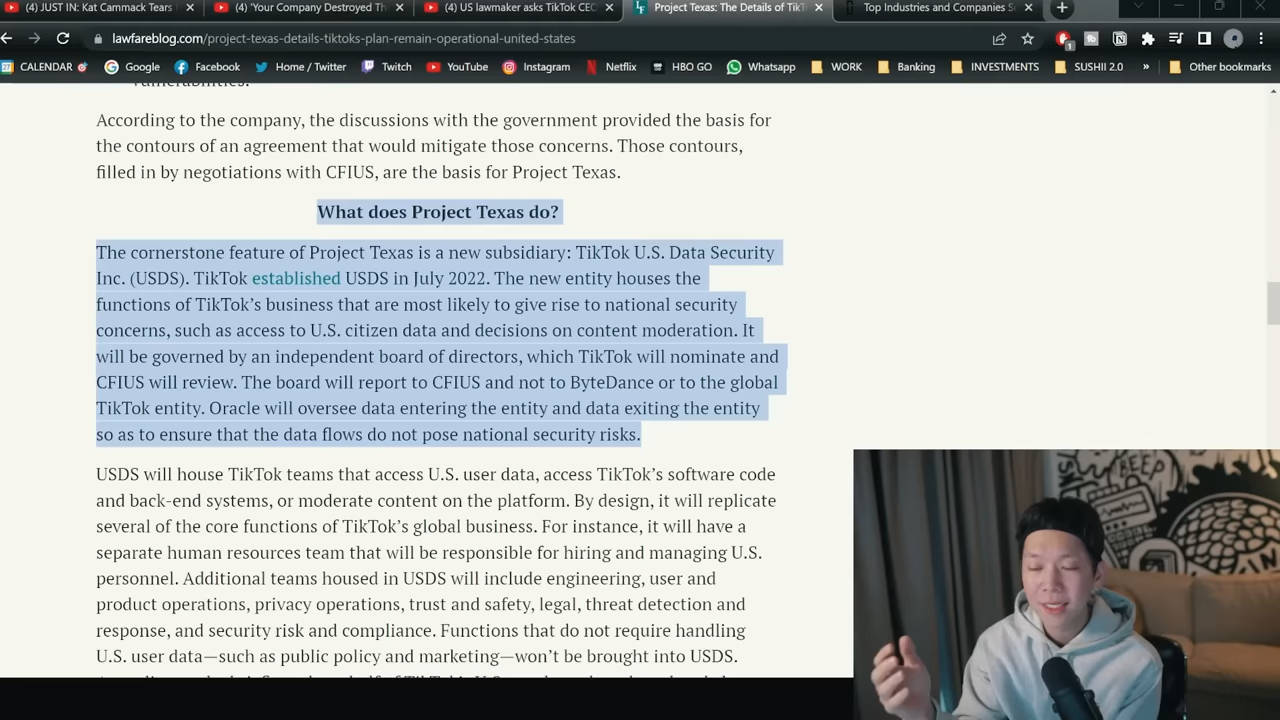 (4) JUST IN: Kat Cammack Tears
(4) 'Your Company Destroyed Th
(4) US lawmaker asks TikTok CEO
Project Texas: The Details of TikT
Top Industries and Companies S
lawfareblog.com/project-texas-details-tiktoks-plan-remain-operational-united-states
1
CALENDAR
Google
Facebook
Home / Twitter
Twitch
YouTube
Instagram
Netflix
HBO GO
Whatsapp
WORK
Banking
INVESTMENTS
SUSHII 2.0
»
Other bookmarks
vulnerabilities.
According to the company, the discussions with the government provided the basis for
the contours of an agreement that would mitigate those concerns. Those contours,
filled in by negotiations with CFIUS, are the basis for Project Texas.
What does Project Texas do?
The cornerstone feature of Project Texas is a new subsidiary: TikTok U.S. Data Security
Inc. (USDS). TikTok established USDS in July 2022. The new entity houses the
functions of TikTok’s business that are most likely to give rise to national security
concerns, such as access to U.S. citizen data and decisions on content moderation. It
will be governed by an independent board of directors, which TikTok will nominate and
CFIUS will review. The board will report to CFIUS and not to ByteDance or to the global
TikTok entity. Oracle will oversee data entering the entity and data exiting the entity
so as to ensure that the data flows do not pose national security risks.
USDS will house TikTok teams that access U.S. user data, access TikTok’s software code
and back-end systems, or moderate content on the platform. By design, it will replicate
several of the core functions of TikTok’s global business. For instance, it will have a
separate human resources team that will be responsible for hiring and managing U.S.
personnel. Additional teams housed in USDS will include engineering, user and
product operations, privacy operations, trust and safety, legal, threat detection and
response, and security risk and compliance. Functions that do not require handling
U.S. user data—such as public policy and marketing—won’t be brought into USDS.
BEEP